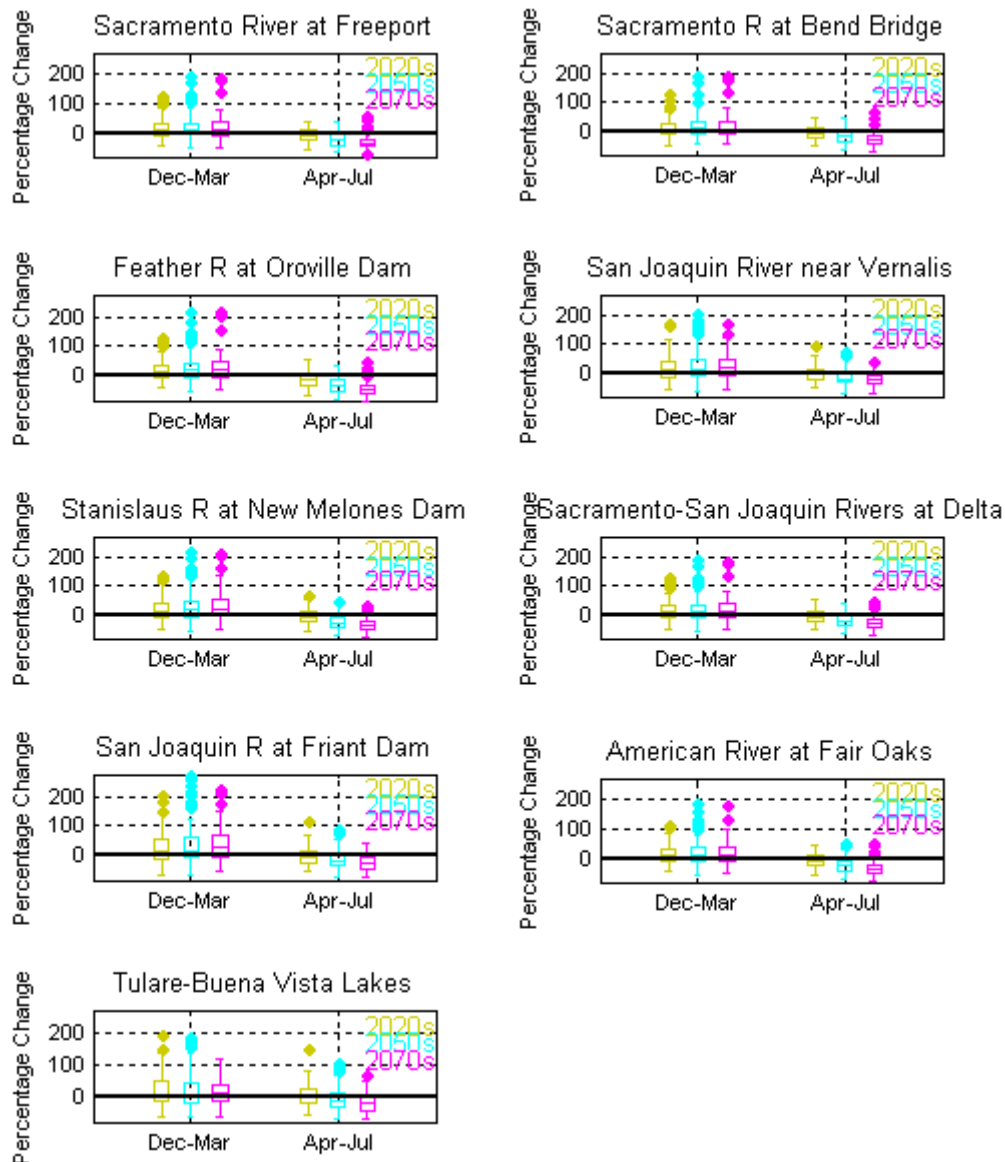 Sacramento River at Freeport
Percentage Change
200
100
0
2020s
2050s
2070s
Dec-Mar
Apr-Jul
Sacramento R at Bend Bridge
Percentage Change
200
100
0
2020s
2050s
2070s
Dec-Mar
Apr-Jul
Feather R at Oroville Dam
Percentage Change
200
100
0
2020s
2050s
2070s
Dec-Mar
Apr-Jul
San Joaquin River near Vernalis
Percentage Change
200
100
0
2020s
2050s
2070s
Dec-Mar
Apr-Jul
Stanislaus R at New Melones Dam
Percentage Change
200
100
0
2020s
2050s
2070s
Dec-Mar
Apr-Jul
Sacramento-San Joaquin Rivers at Delta
Percentage Change
200
100
0
2020s
2050s
2070s
Dec-Mar
Apr-Jul
San Joaquin R at Friant Dam
Percentage Change
200
100
0
2020s
2050s
2070s
Dec-Mar
Apr-Jul
American River at Fair Oaks
Percentage Change
200
100
0
2020s
2050s
2070s
Dec-Mar
Apr-Jul
Tulare-Buena Vista Lakes
Percentage Change
200
100
0
2020s
2050s
2070s
Dec-Mar
Apr-Jul